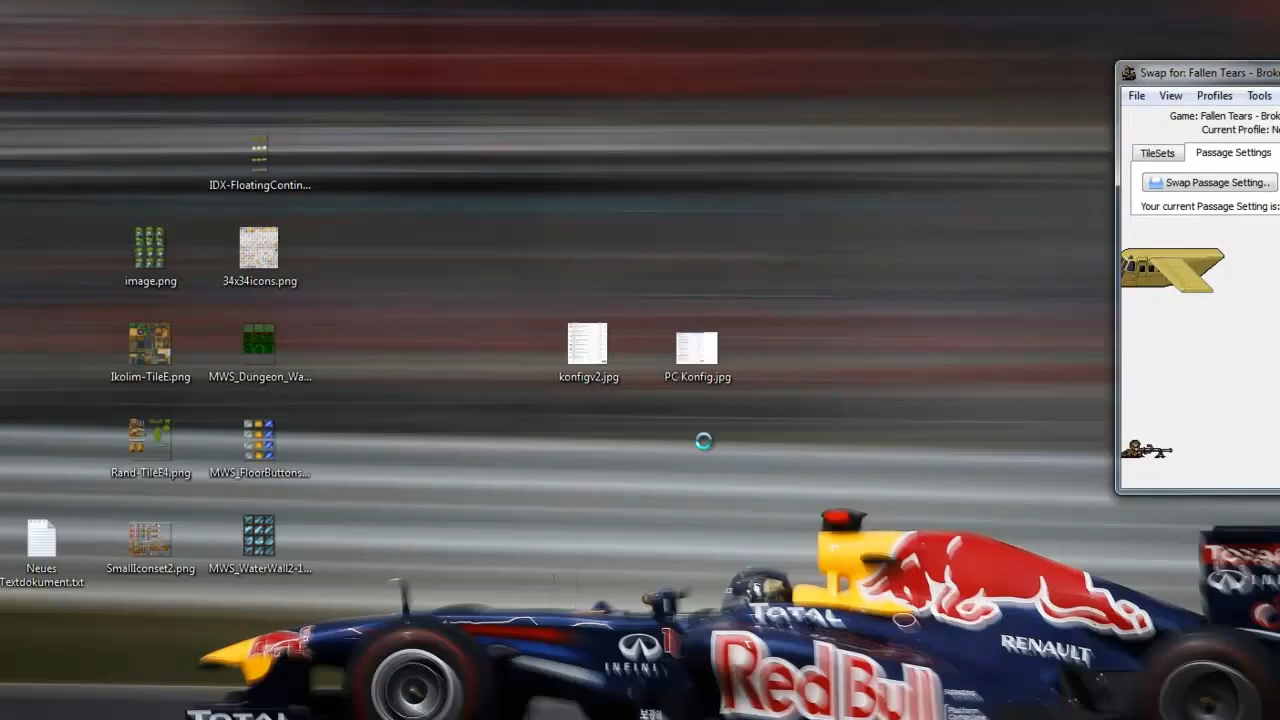 Swap for: Fallen Tears - Broke
File View Profiles Tools
Game: Fallen Tears - Brok
Current Profile: N
TileSets Passage Settings
Swap Passage Setting..
Your current Passage Setting is:
IDX-FloatingContin...
image.png 34x34icons.png
Ikolim-TileE.png MWS_Dungeon_Wa... konfigv2.jpg PC Konfig.jpg
Rand-TileE4.png MWS_FloorButtons...
Neues
Textdokument.txt SmallIconset2.png MWS_WaterWall2-1...
TOTAL
INFINITI
RENAULT
Red Bull
TOTAL